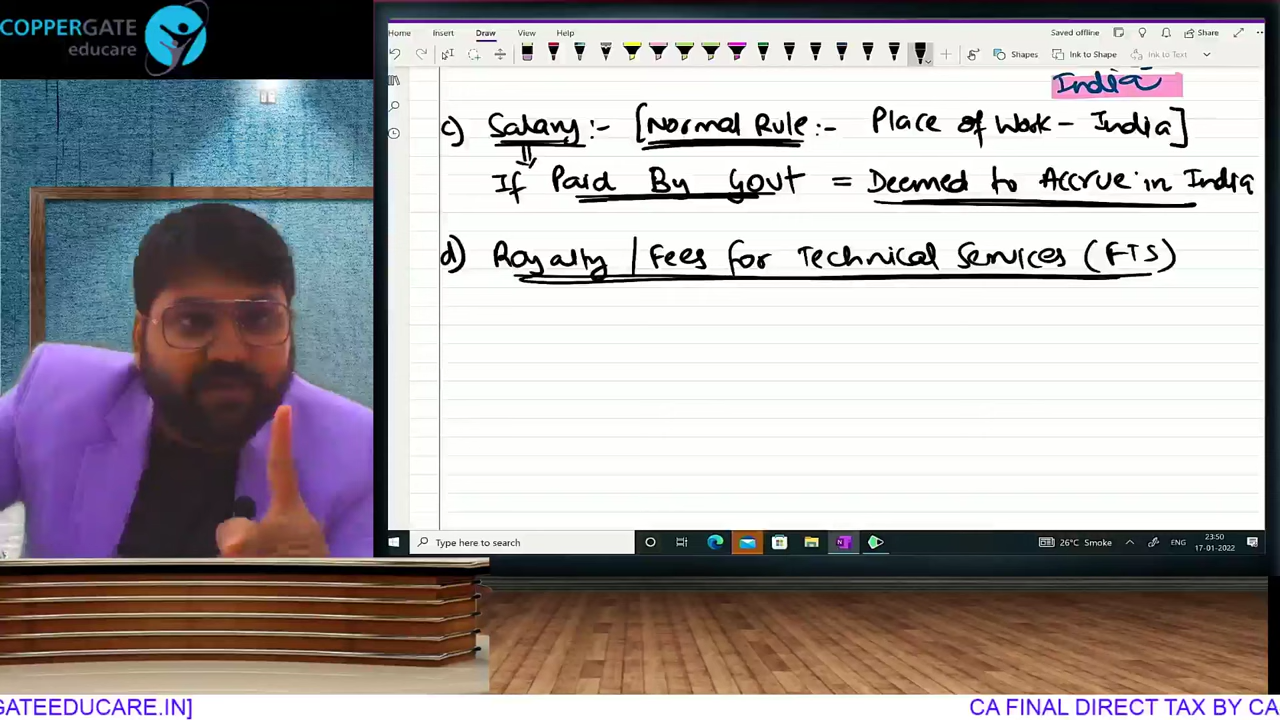 COPPERGATE
educare
Home Insert Draw View Help
Saved offline
Share
Shapes
Ink to Shape
Ink to Text
India
c) Salary :- [Normal Rule :- Place of Work - India]
If Paid By Govt = Deemed to Accrue in India
d) Royalty | Fees for Technical Services (FTS)
Type here to search
26°C Smoke
ENG
23:50
17-01-2022
GATEEDUCARE.IN]
CA FINAL DIRECT TAX BY CA